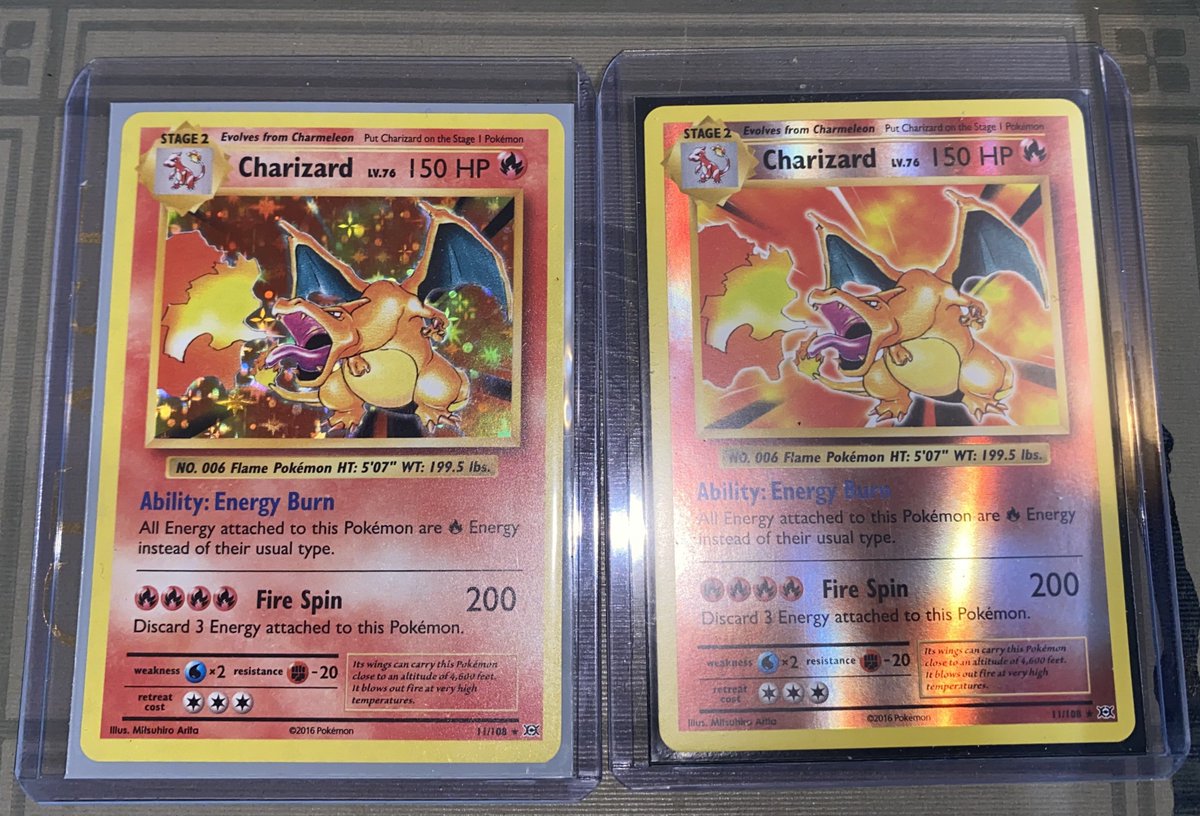 STAGE 2 Evolves from Charmeleon Put Charizard on the Stage 1 Pokémon
Charizard LV.76 150 HP
NO. 006 Flame Pokémon HT: 5'07" WT: 199.5 lbs.
Ability: Energy Burn
All Energy attached to this Pokémon are Energy
instead of their usual type.
Fire Spin 200
Discard 3 Energy attached to this Pokémon.
weakness ×2 resistance -20
retreat
cost
Its wings can carry this Pokémon
close to an altitude of 4,600 feet.
It blows out fire at very high
temperatures.
Illus. Mitsuhiro Arita ©2016 Pokémon 11/108
STAGE 2 Evolves from Charmeleon Put Charizard on the Stage 1 Pokémon
Charizard LV.76 150 HP
NO. 006 Flame Pokémon HT: 5'07" WT: 199.5 lbs.
Ability: Energy Burn
All Energy attached to this Pokémon are Energy
instead of their usual type.
Fire Spin 200
Discard 3 Energy attached to this Pokémon.
weakness ×2 resistance -20
retreat
cost
Its wings can carry this Pokémon
close to an altitude of 4,600 feet.
It blows out fire at very high
temperatures.
Illus. Mitsuhiro Arita ©2016 Pokémon 11/108